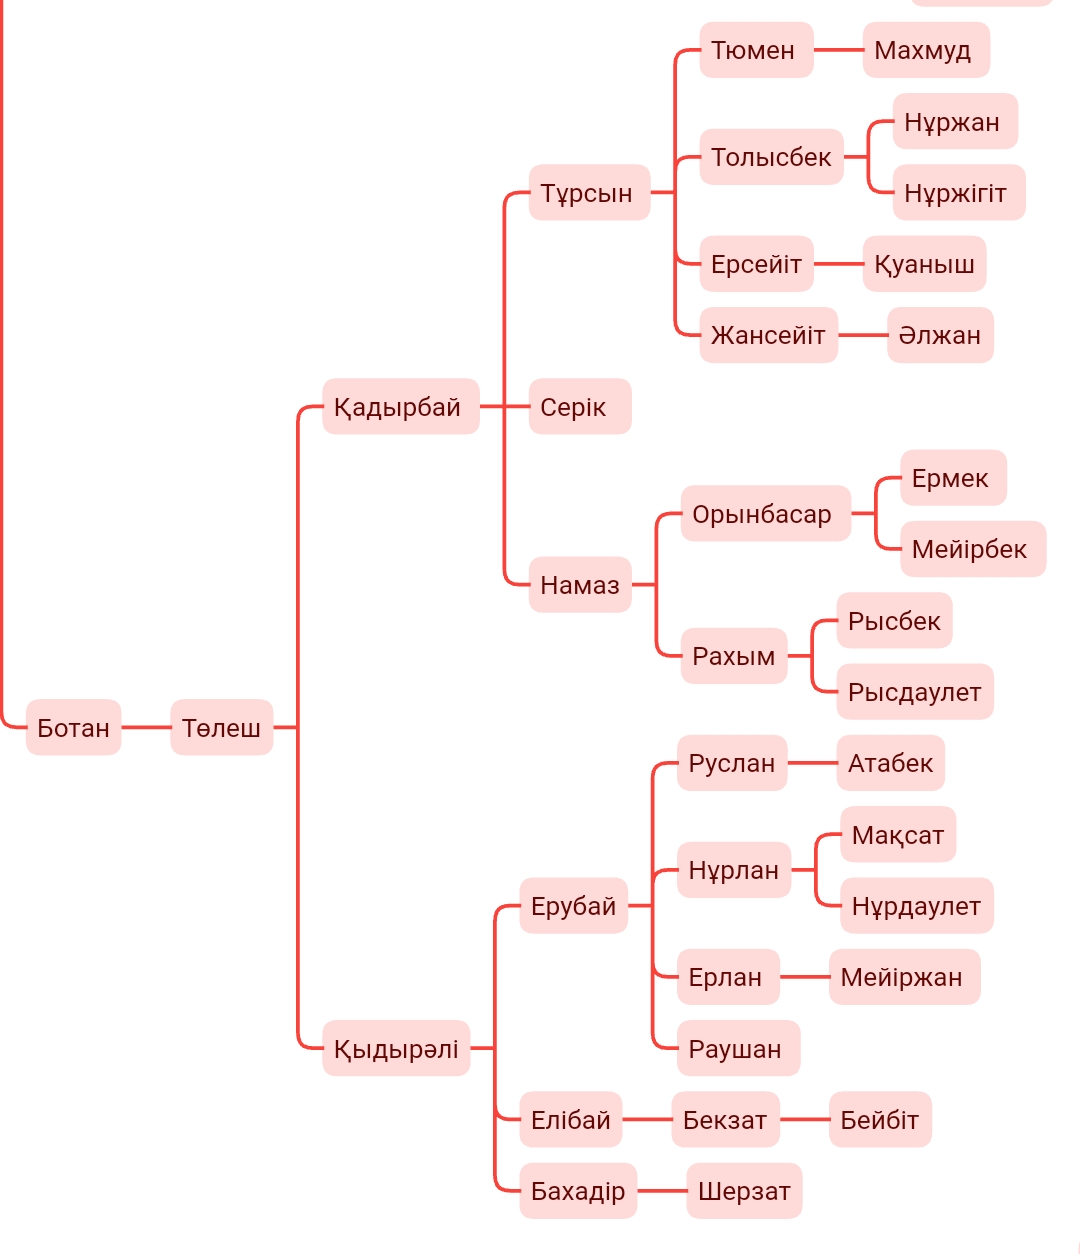 Тюмен
Махмуд
Толысбек
Нұржан
Нұржігіт
Тұрсын
Ерсейіт
Қуаныш
Жансейіт
Әлжан
Қадырбай
Серік
Намаз
Орынбасар
Ермек
Мейірбек
Рахым
Рысбек
Рысдаулет
Ботан
Төлеш
Руслан
Атабек
Нұрлан
Мақсат
Нұрдаулет
Ерубай
Ерлан
Мейіржан
Раушан
Қыдырәлі
Елібай
Бекзат
Бейбіт
Бахадір
Шерзат